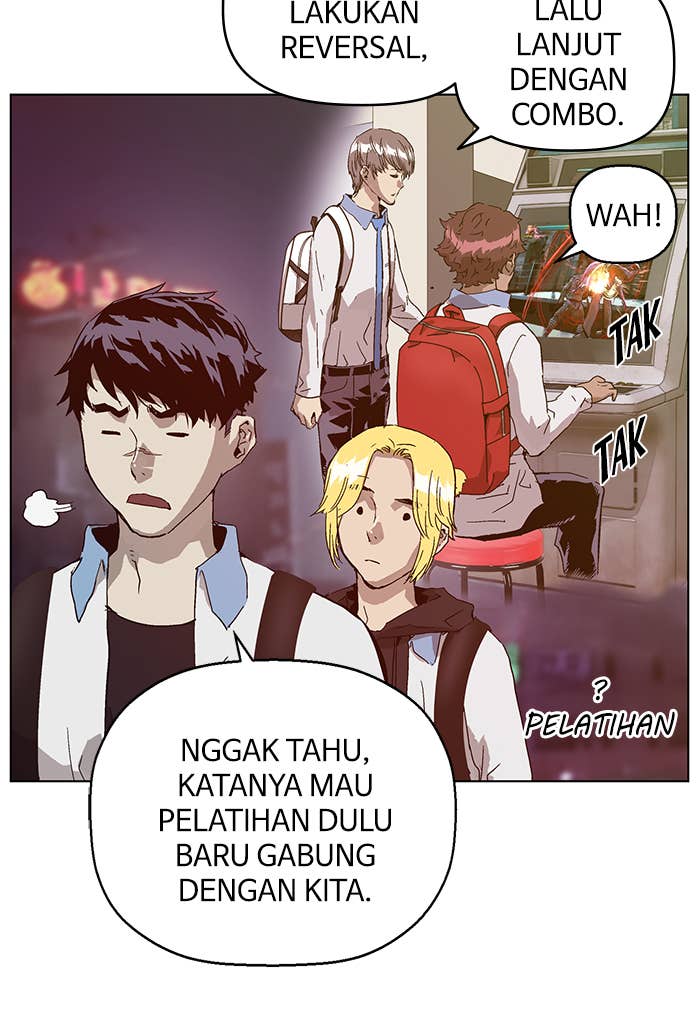 LAKUKAN
REVERSAL,
LALU
LANJUT
DENGAN
COMBO.
WAH!
TAK
TAK
?
PELATIHAN
NGGAK TAHU,
KATANYA MAU
PELATIHAN DULU
BARU GABUNG
DENGAN KITA.